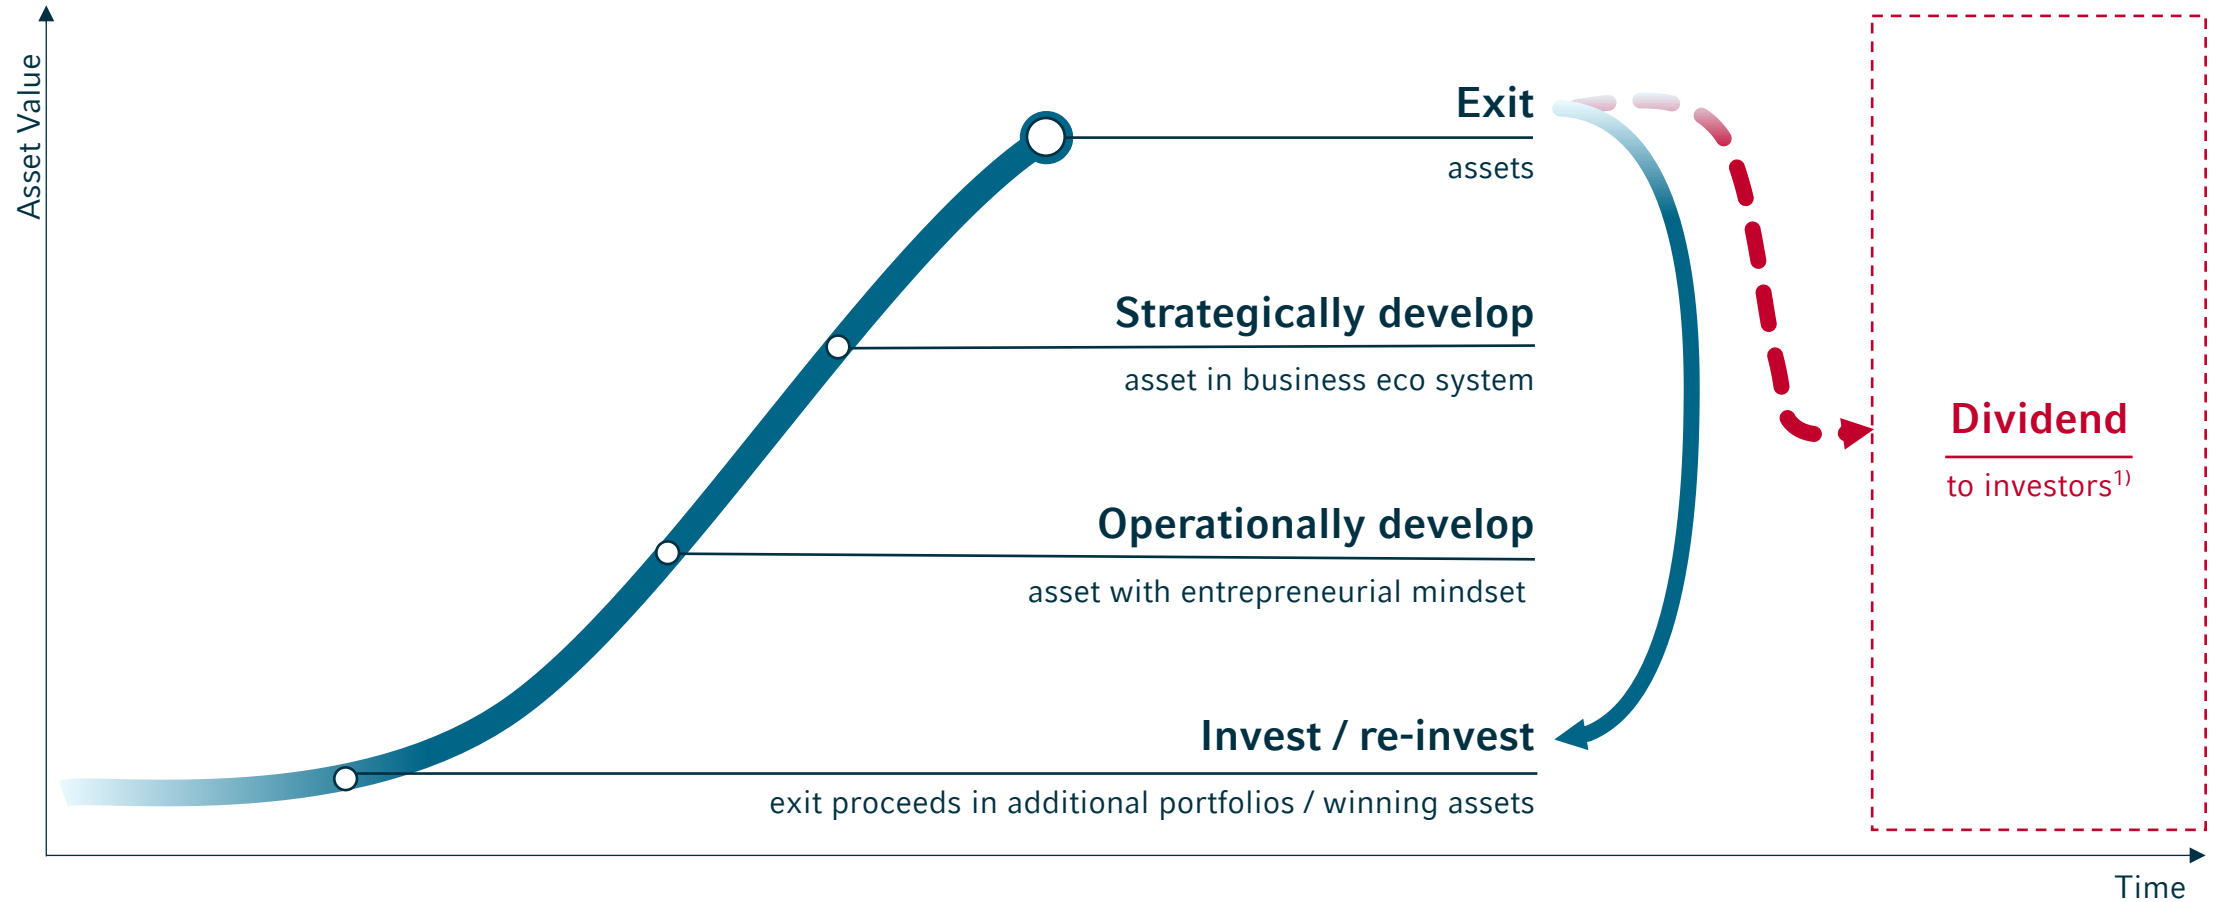 Asset Value
Exit
assets
Strategically develop
asset in business eco system
Operationally develop
asset with entrepreneurial mindset
Invest / re-invest
exit proceeds in additional portfolios / winning assets
Dividend
to investors¹⁾
Time